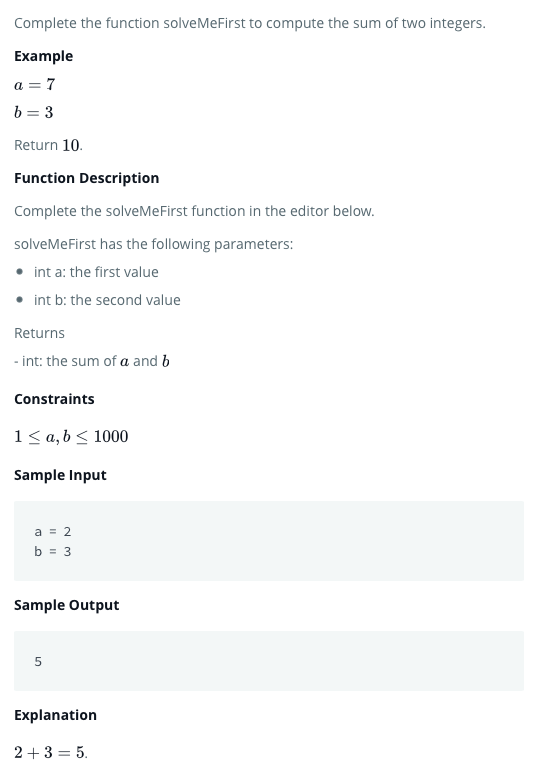 Complete the function solveMeFirst to compute the sum of two integers.
Example
a = 7
b = 3
Return 10.
Function Description
Complete the solveMeFirst function in the editor below.
solveMeFirst has the following parameters:
• int a: the first value
• int b: the second value
Returns
- int: the sum of a and b
Constraints
1 ≤ a, b ≤ 1000
Sample Input
a = 2
b = 3
Sample Output
5
Explanation
2 + 3 = 5.